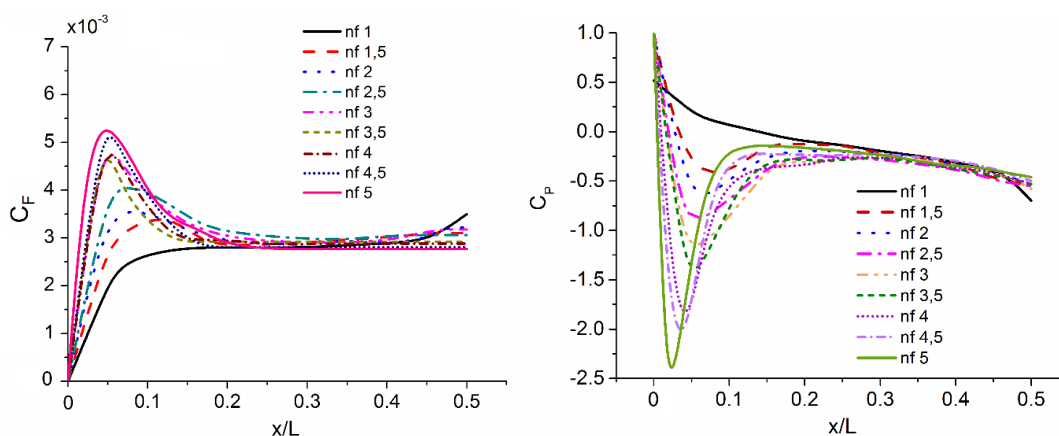 x10⁻³
7
6
5
4
3
2
1
0
C_F
0
0.1
0.2
0.3
0.4
0.5
x/L
nf 1
nf 1,5
nf 2
nf 2,5
nf 3
nf 3,5
nf 4
nf 4,5
nf 5
1.0
0.5
0.0
-0.5
-1.0
-1.5
-2.0
-2.5
C_P
0
0.1
0.2
0.3
0.4
0.5
x/L
nf 1
nf 1,5
nf 2
nf 2,5
nf 3
nf 3,5
nf 4
nf 4,5
nf 5